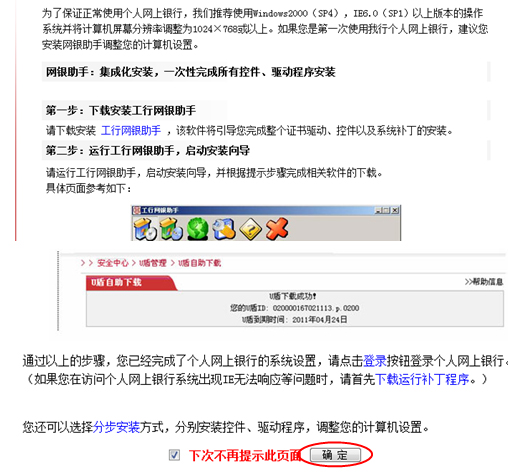 为了保证正常使用个人网上银行，我们推荐使用Windows2000（SP4），IE6.0（SP1）以上版本的操作
系统并将计算机屏幕分辨率调整为1024×768或以上。如果您是第一次使用我行个人网上银行，建议您
安装网银助手调整您的计算机设置。
网银助手：集成化安装，一次性完成所有控件、驱动程序安装
第一步：下载安装工行网银助手
请下载安装 工行网银助手 ，该软件将引导您完成整个证书驱动、控件以及系统补丁的安装。
第二步：运行工行网银助手，启动安装向导
请运行工行网银助手，启动安装向导，并根据提示步骤完成相关软件的下载。
具体页面参考如下：
工行网银助手
>> 安全中心 > U盾管理 > U盾自助下载
U盾自助下载
>>帮助信息
U盾下载成功！
您的U盾ID: 020000167021113.p.0200
U盾到期时间: 2011年04月24日
通过以上的步骤，您已经完成了个人网上银行的系统设置，请点击登录按钮登录个人网上银行。
（如果您在访问个人网上银行系统出现IE无法响应等问题时，请首先下载运行补丁程序。）
您还可以选择分步安装方式，分别安装控件、驱动程序，调整您的计算机设置。
下次不再提示此页面 确 定